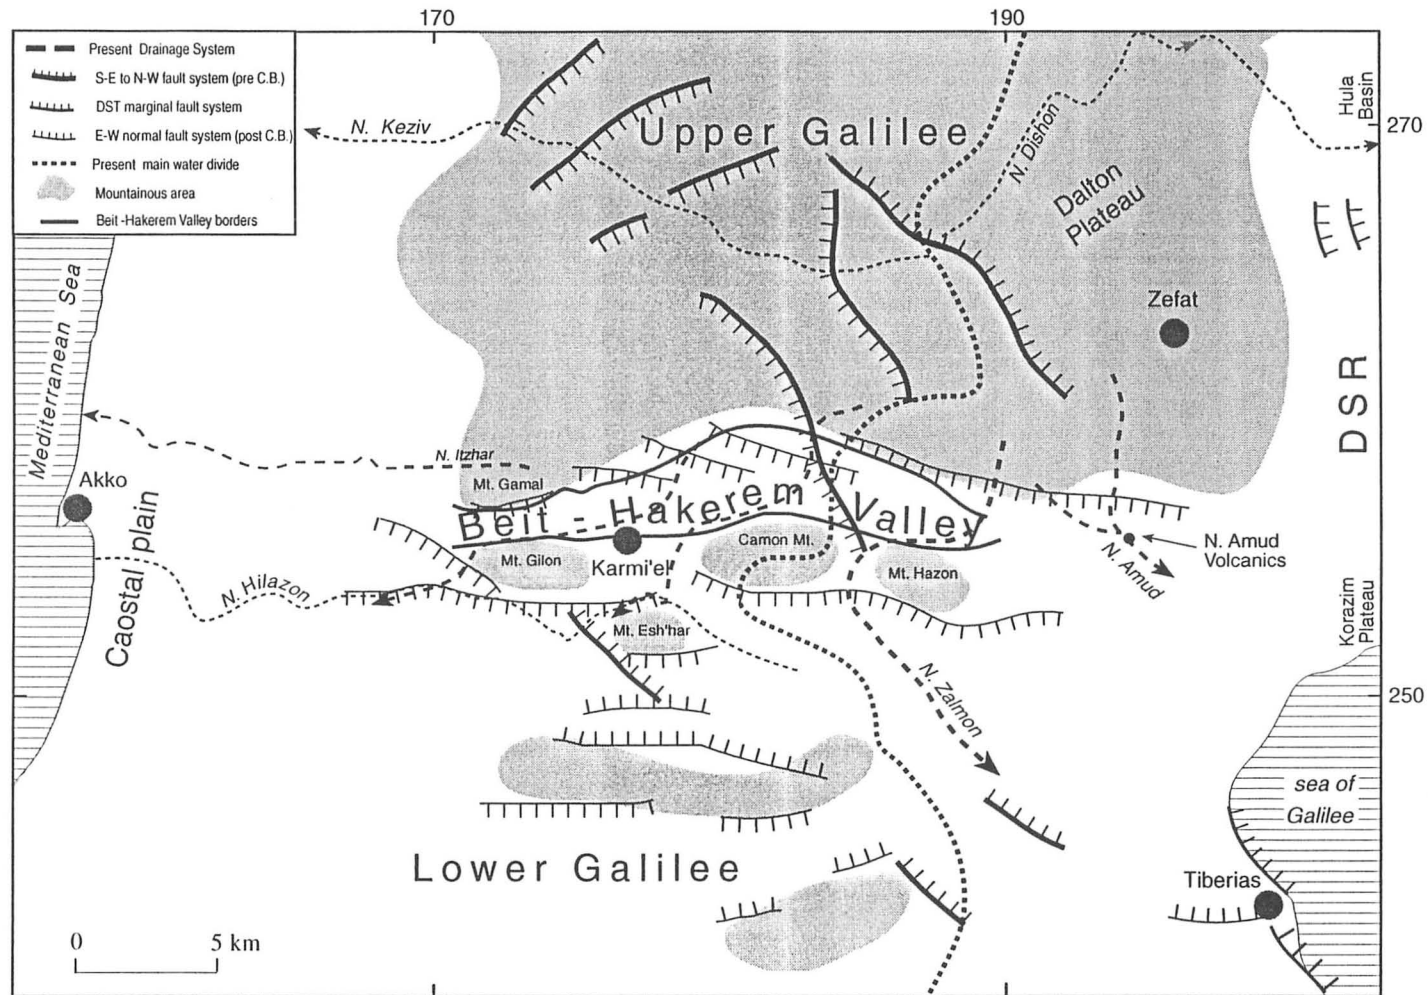 170
190
Present Drainage System
S-E to N-W fault system (pre C.B.)
DST marginal fault system
E-W normal fault system (post C.B.)
Present main water divide
Mountainous area
Beit -Hakerem Valley borders
N. Keziv
Upper Galilee
N. Dishon
Hula
Basin
270
Dalton
Plateau
Mediterranean Sea
Zefat
DSR
N. Itzhar
Mt. Gamal
Akko
Beit - Hakerem Valley
Caostal plain
Mt. Gilon
Karmi'el
Camon Mt.
Mt. Hazon
N. Amud
Volcanics
N. Amud
N. Hilazon
Korazim
Plateau
Mt. Esh'har
N. Zalmon
250
sea of
Galilee
Lower Galilee
Tiberias
0 5 km